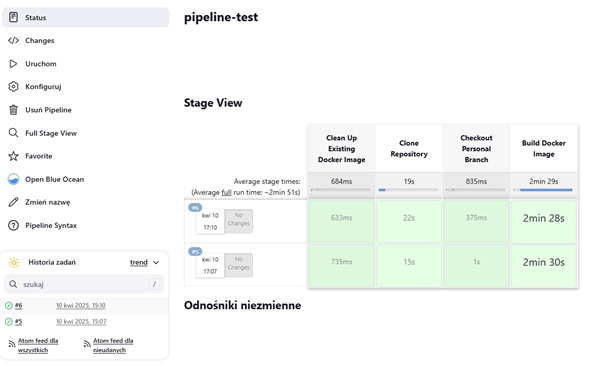 Status
Changes
Uruchom
Konfiguruj
Usuń Pipeline
Full Stage View
Favorite
Open Blue Ocean
Zmień nazwę
Pipeline Syntax
Historia zadań
trend
szukaj
/
#6
10 kwi 2025, 15:10
#5
10 kwi 2025, 15:07
Atom feed dla
wszystkich
Atom feed dla
nieudanych
pipeline-test
Stage View
Clean Up
Existing
Docker Image
Clone
Repository
Checkout
Personal
Branch
Build Docker
Image
Average stage times:
(Average full run time: ~2min 51s)
684ms
19s
835ms
2min 29s
#6
kwi 10
17:10
No
Changes
633ms
22s
375ms
2min 28s
#5
kwi 10
17:07
No
Changes
735ms
15s
1s
2min 30s
Odnośniki niezmienne